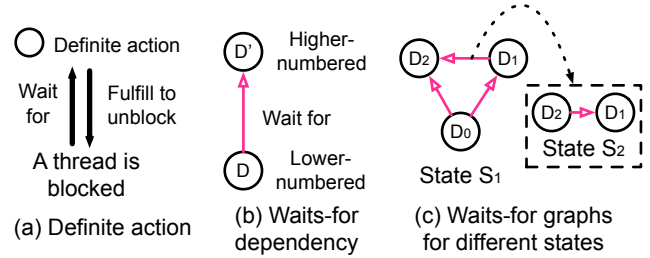 Definite action
Wait for
Fulfill to unblock
A thread is
blocked
(a) Definite action
D'
Higher-
numbered
Wait for
D
Lower-
numbered
(b) Waits-for
dependency
D2
D1
D0
State S1
D2
D1
State S2
(c) Waits-for graphs
for different states